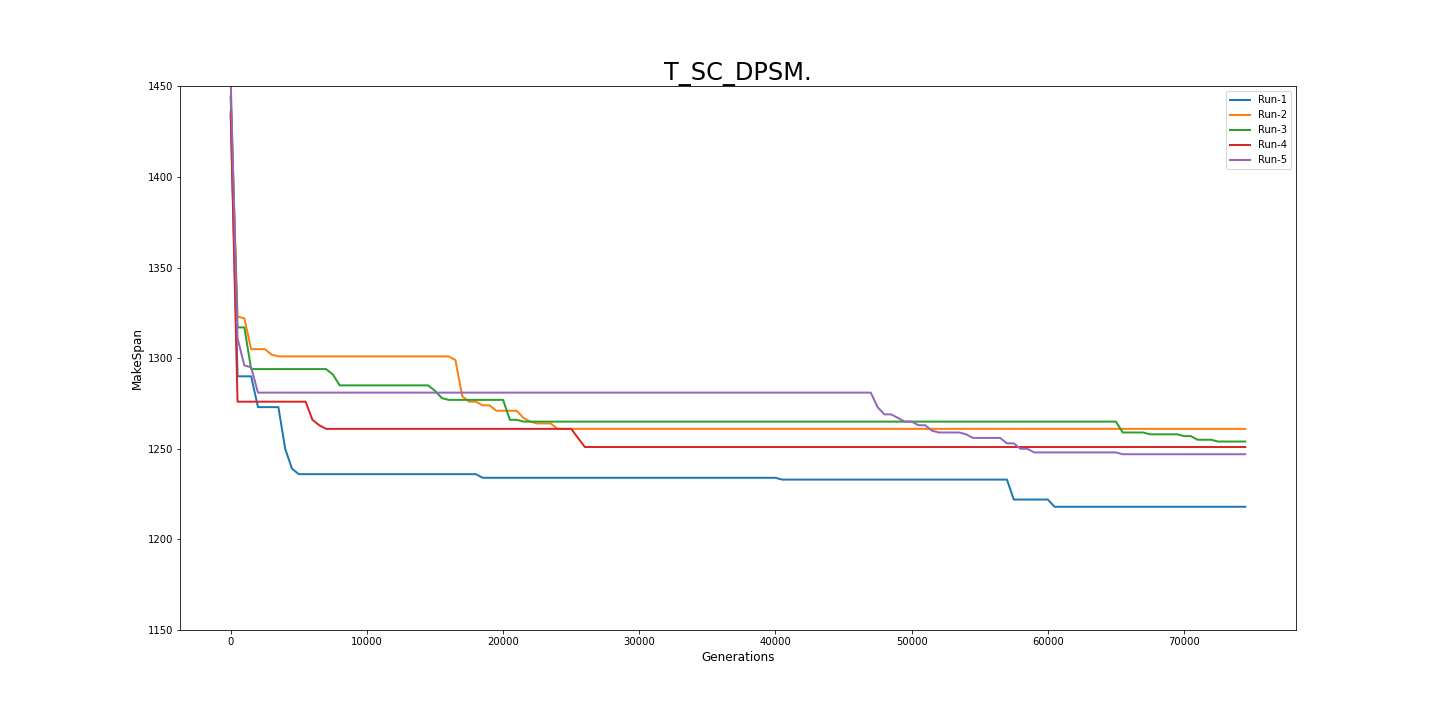 T_SC_DPSM.
1450
1400
1350
1300
1250
1200
1150
MakeSpan
0 10000 20000 30000 40000 50000 60000 70000
Generations
Run-1
Run-2
Run-3
Run-4
Run-5